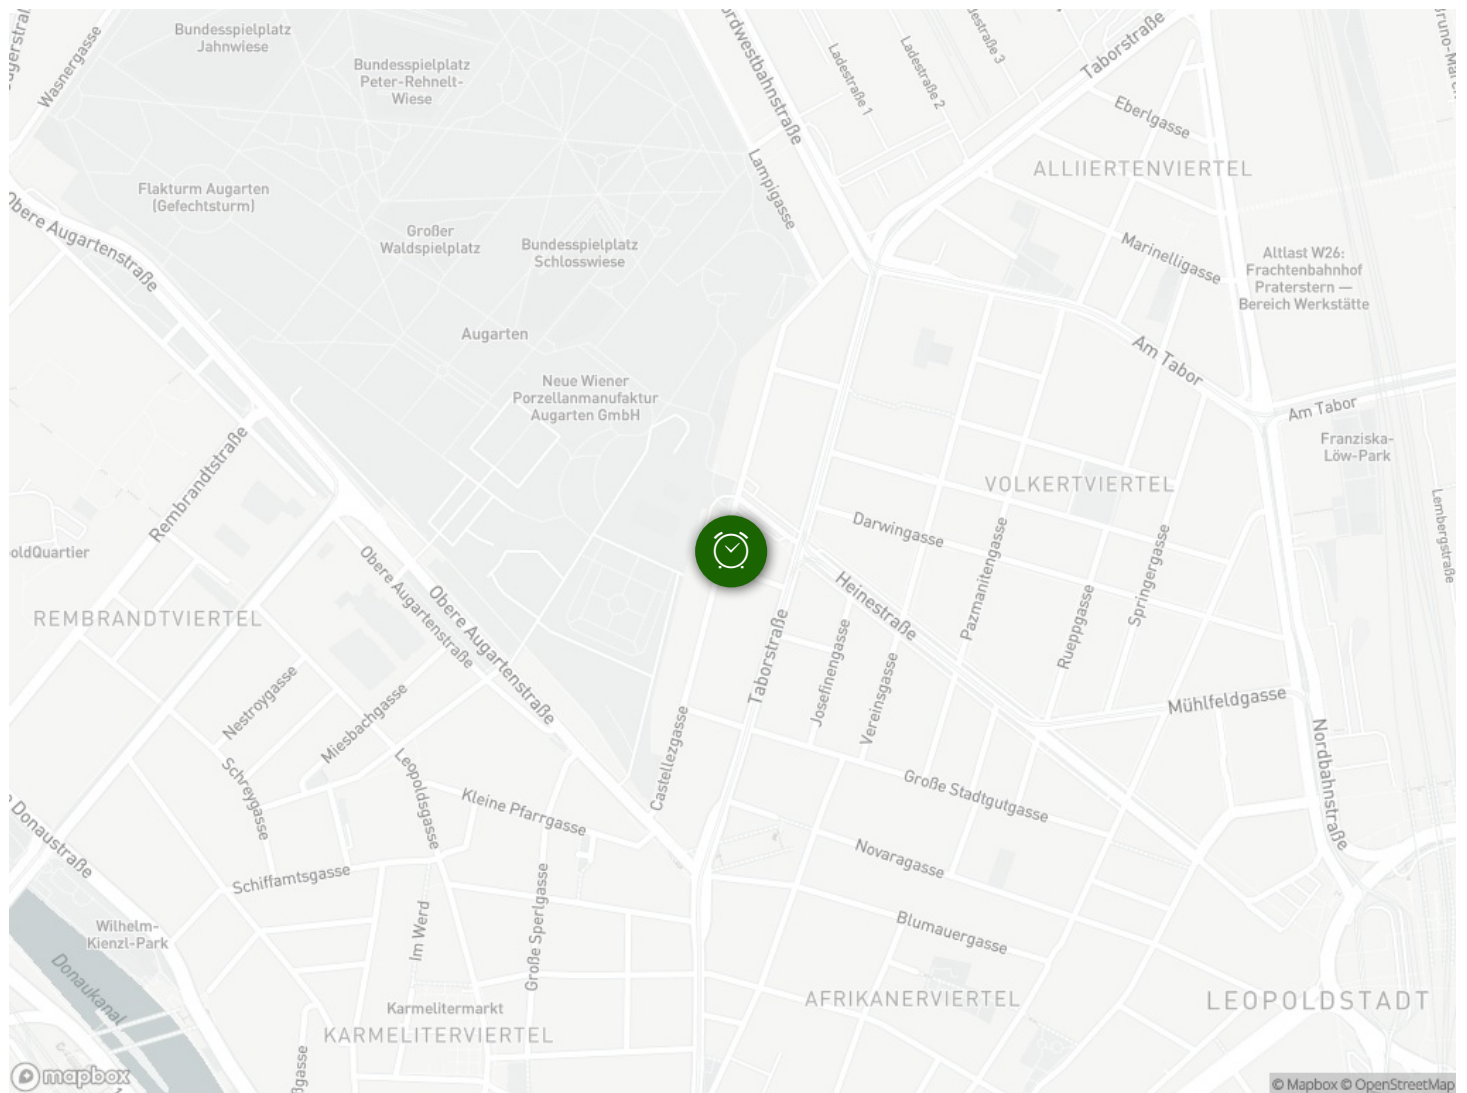 Bundesspielplatz
Jahnwiese
Wasnergasse
Bundesspielplatz
Peter-Rehnelt-
Wiese
Nordwestbahnstraße
Ladestraße 1
Ladestraße 2
Taborstraße
Eberlgasse
ALLIIERTENVIERTEL
Lampigasse
Flakturm Augarten
(Gefechtsturm)
Obere Augartenstraße
Großer
Waldspielplatz
Bundesspielplatz
Schlosswiese
Marinelligasse
Altlast W26:
Frachtenbahnhof
Praterstern —
Bereich Werkstätte
Augarten
Am Tabor
Neue Wiener
Porzellanmanufaktur
Augarten GmbH
Am Tabor
Franziska-
Löw-Park
Rembrandtstraße
VOLKERTVIERTEL
Lembergstraße
Darwingasse
Pazmanitengasse
Springergasse
oldQuartier
Obere Augartenstraße
Obere Augartenstraße
Heinestraße
Rueppgasse
REMBRANDTVIERTEL
Taborstraße
Josefinengasse
Vereinsgasse
Nestroygasse
Miesbachgasse
Mühlfeldgasse
Castellezgasse
Nordbahnstraße
Schreygasse
Leopoldsgasse
Kleine Pfarrgasse
Große Stadtgutgasse
Donaustraße
Novaragasse
Schiffamtsgasse
Große Sperlgasse
Im Werd
Blumauergasse
Wilhelm-
Kienzl-Park
Donaukanal
Karmelitermarkt
KARMELITERVIERTEL
AFRIKANERVIERTEL
LEOPOLDSTADT
mapbox
© Mapbox © OpenStreetMap